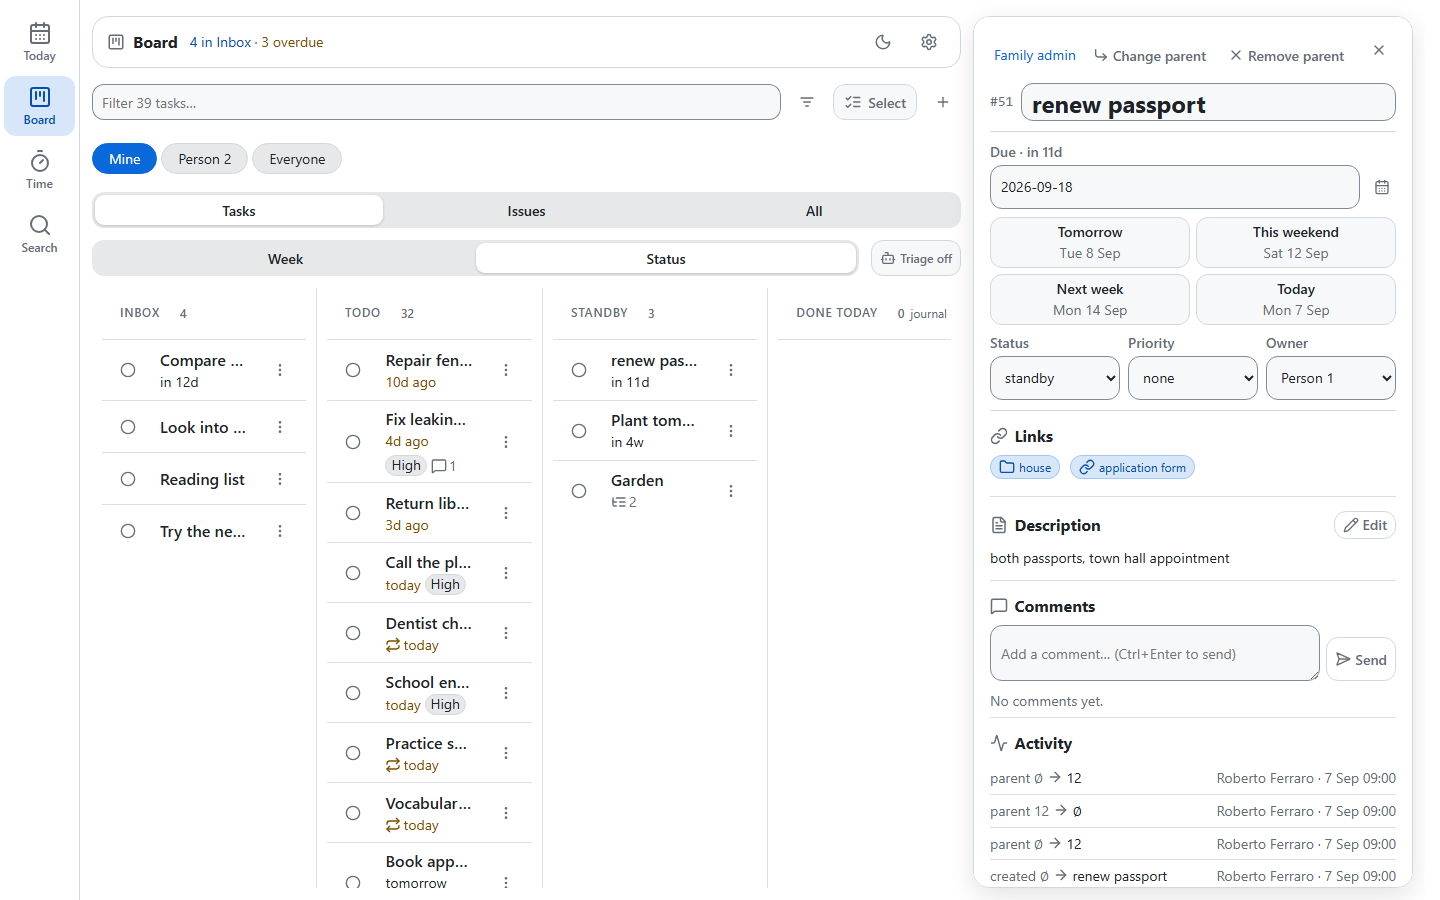 Today
Board
Time
Search
Board 4 in Inbox · 3 overdue
Filter 39 tasks...
Select
Mine Person 2 Everyone
Tasks Issues All
Week Status
Triage off
INBOX 4
Compare ...
in 12d
Look into ...
Reading list
Try the ne...
TODO 32
Repair fen...
10d ago
Fix leakin...
4d ago
High 1
Return lib...
3d ago
Call the pl...
today High
Dentist ch...
today
School en...
today High
Practice s...
today
Vocabular...
today
Book app...
tomorrow
STANDBY 3
renew pas...
in 11d
Plant tom...
in 4w
Garden
2
DONE TODAY 0 journal
Family admin Change parent Remove parent
#51 renew passport
Due · in 11d
2026-09-18
Tomorrow
Tue 8 Sep
This weekend
Sat 12 Sep
Next week
Mon 14 Sep
Today
Mon 7 Sep
Status Priority Owner
standby none Person 1
Links
house application form
Description Edit
both passports, town hall appointment
Comments
Add a comment... (Ctrl+Enter to send)
Send
No comments yet.
Activity
parent Ø → 12 Roberto Ferraro · 7 Sep 09:00
parent 12 → Ø Roberto Ferraro · 7 Sep 09:00
parent Ø → 12 Roberto Ferraro · 7 Sep 09:00
created Ø → renew passport Roberto Ferraro · 7 Sep 09:00